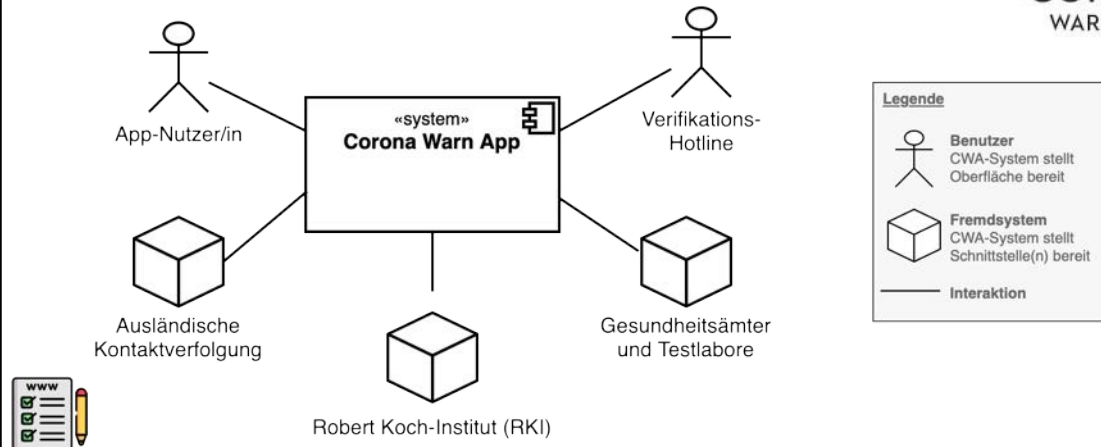 WAR
App-Nutzer/in
«system»
Corona Warn App
Verifikations-
Hotline
Ausländische
Kontaktverfolgung
Robert Koch-Institut (RKI)
Gesundheitsämter
und Testlabore
Legende
Benutzer
CWA-System stellt
Oberfläche bereit
Fremdsystem
CWA-System stellt
Schnittstelle(n) bereit
Interaktion
www